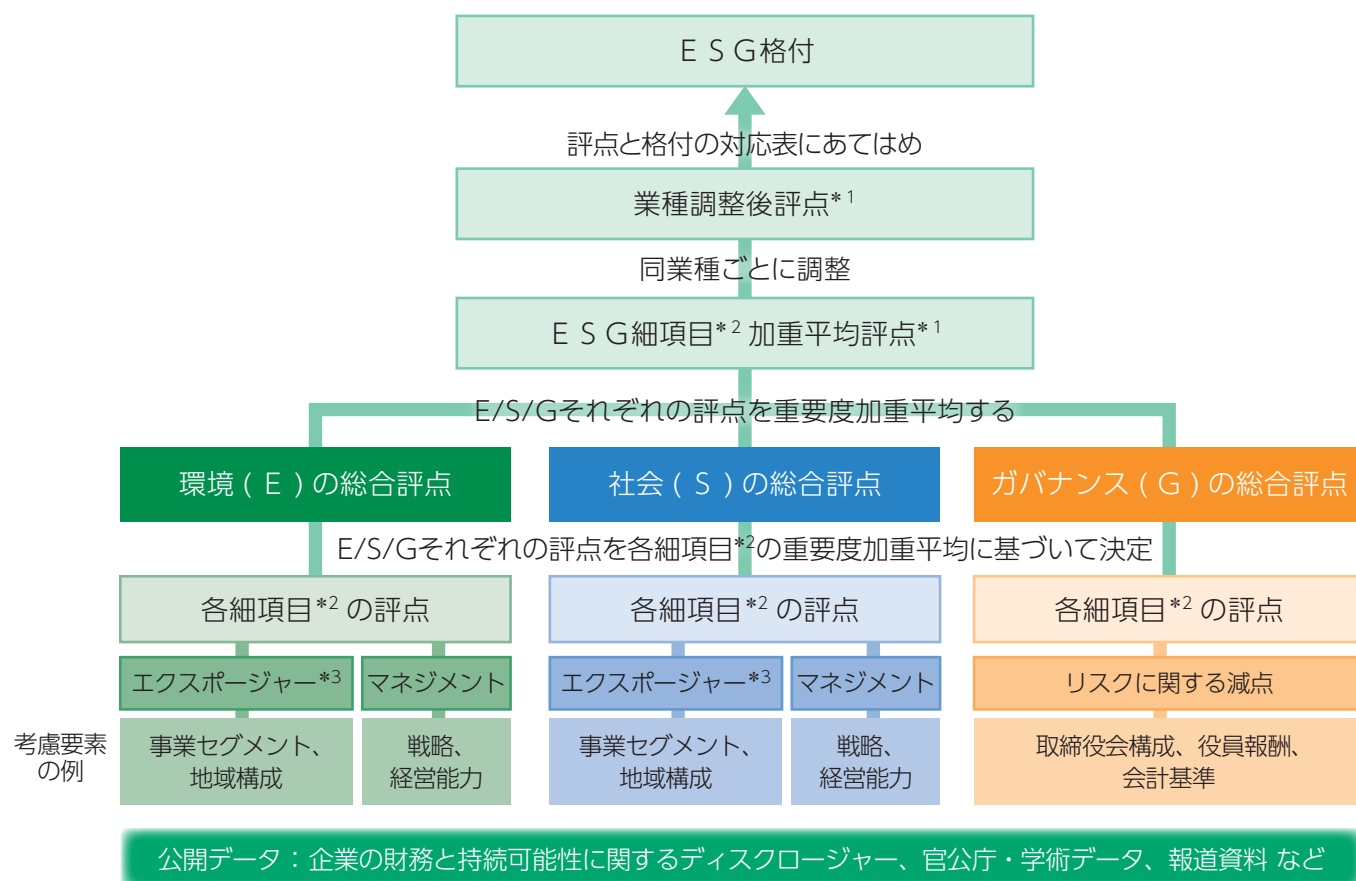 ＥＳＧ格付
評点と格付の対応表にあてはめ
業種調整後評点*1
同業種ごとに調整
ＥＳＧ細項目*2 加重平均評点*1
E/S/Gそれぞれの評点を重要度加重平均する
環境(Ｅ)の総合評点
社会(Ｓ)の総合評点
ガバナンス(Ｇ)の総合評点
E/S/Gそれぞれの評点を各細項目*2の重要度加重平均に基づいて決定
各細項目*2 の評点
各細項目*2 の評点
各細項目*2 の評点
エクスポージャー*3
マネジメント
エクスポージャー*3
マネジメント
リスクに関する減点
考慮要素
の例
事業セグメント、
地域構成
戦略、
経営能力
事業セグメント、
地域構成
戦略、
経営能力
取締役会構成、役員報酬、
会計基準
公開データ：企業の財務と持続可能性に関するディスクロージャー、官公庁・学術データ、報道資料 など